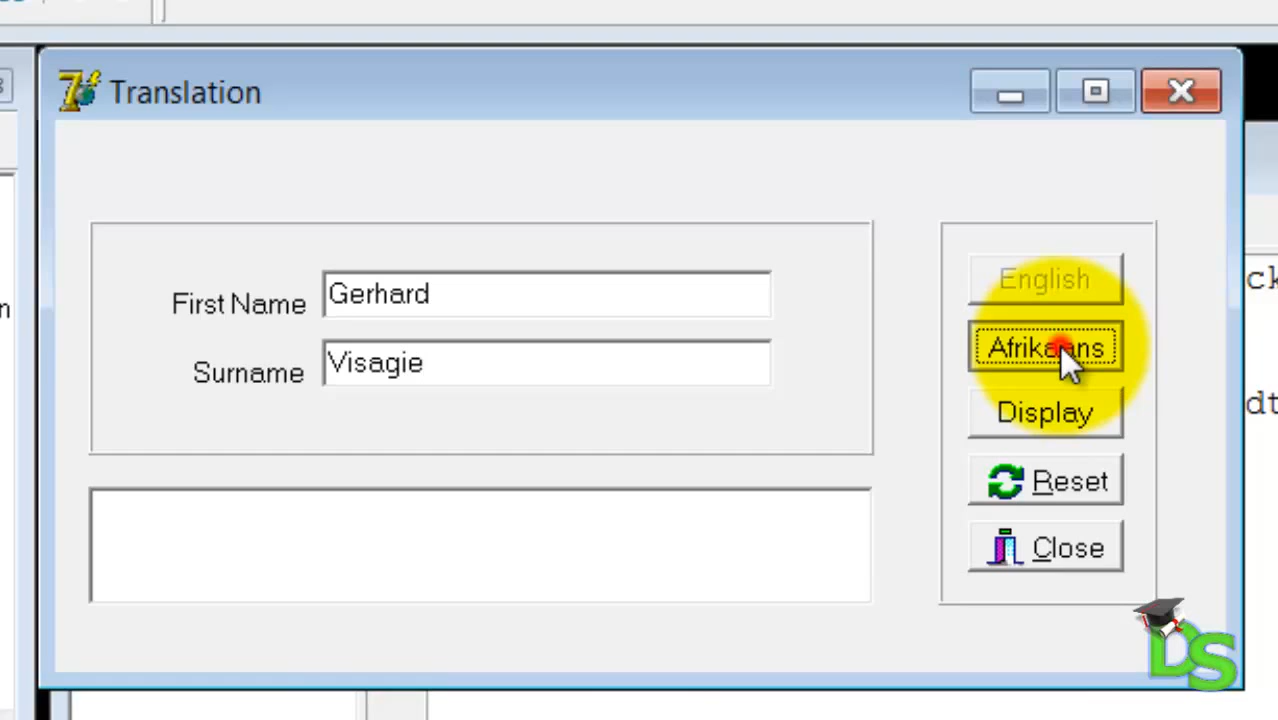 Translation
First Name
Gerhard
Surname
Visagie
English
Afrikaans
Display
Reset
Close
DS